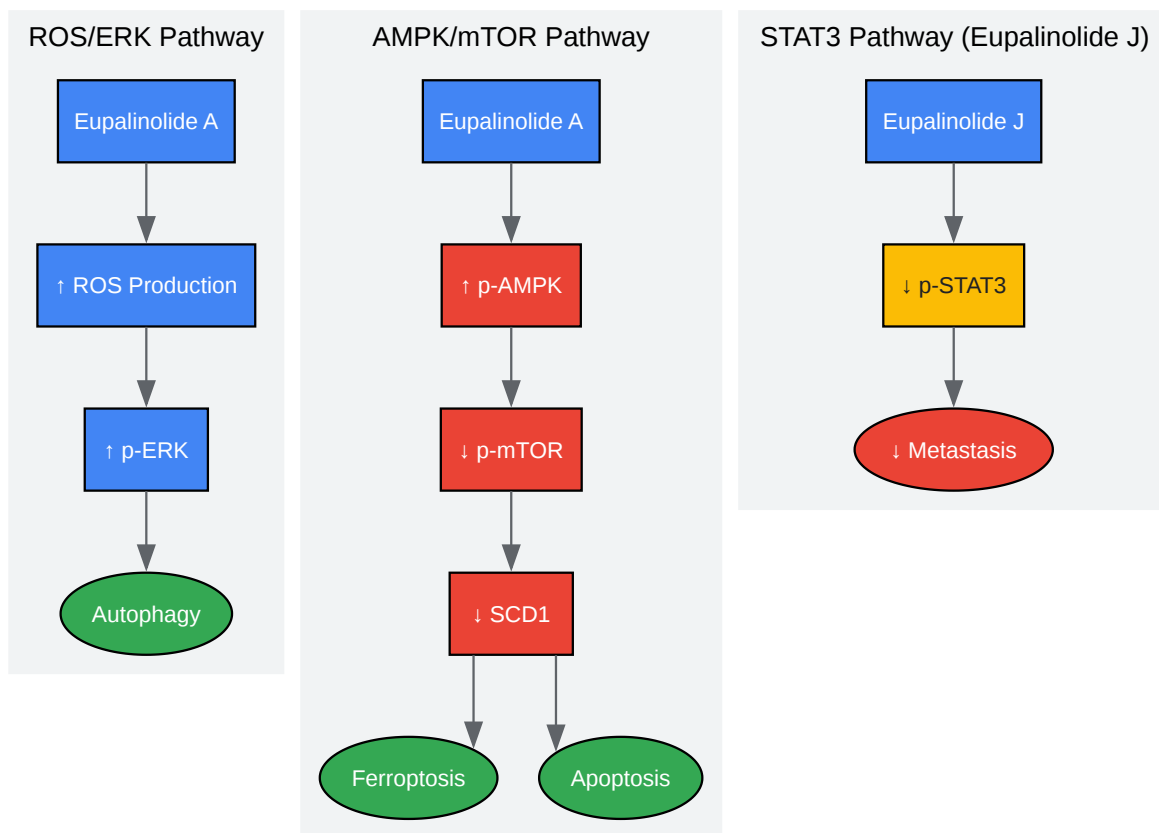 ROS/ERK Pathway
Eupalinolide A
↑ ROS Production
↑ p-ERK
Autophagy
AMPK/mTOR Pathway
Eupalinolide A
↑ p-AMPK
↓ p-mTOR
↓ SCD1
Ferroptosis
Apoptosis
STAT3 Pathway (Eupalinolide J)
Eupalinolide J
↓ p-STAT3
↓ Metastasis